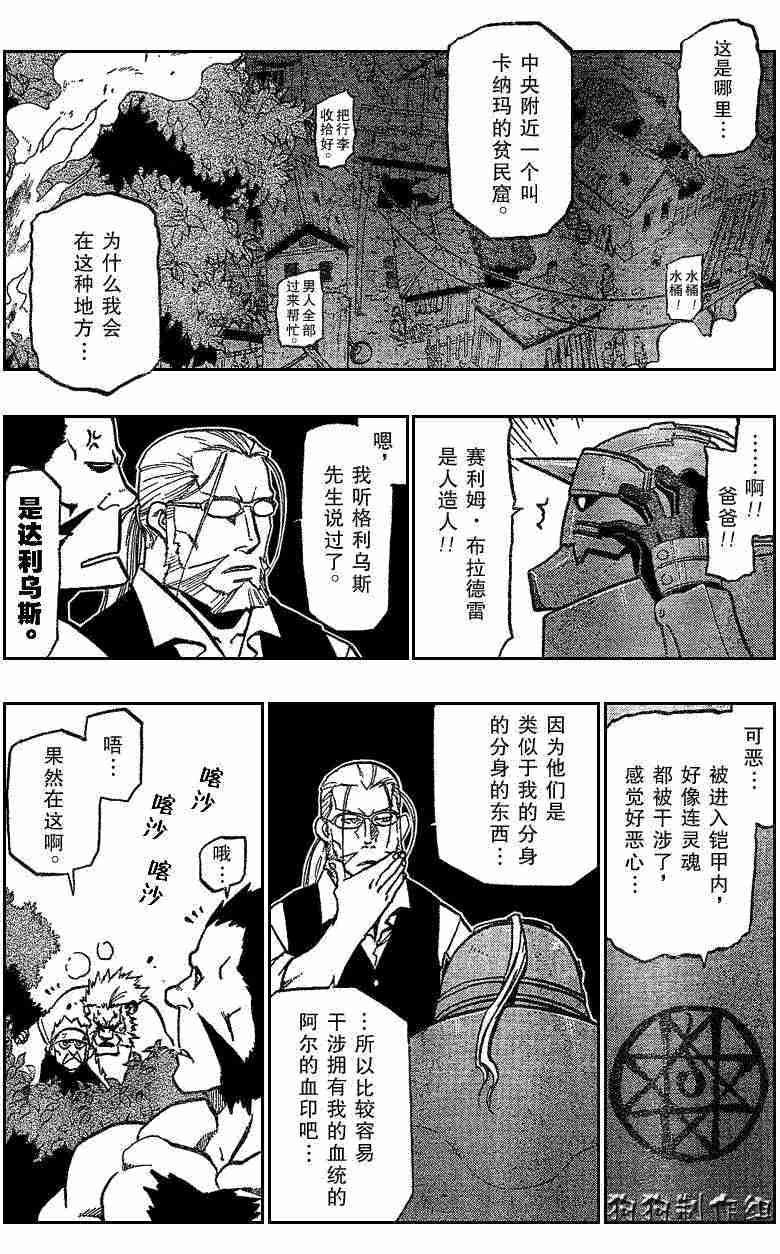 这是哪里…
中央附近一个叫
卡纳玛的贫民窟。
把行李
收拾好。
水桶！
水桶！
男人全部
过来帮忙。
为什么我会
在这种地方…
……啊!!
爸爸!!
赛利姆·布拉德雷
是人造人!!
嗯，
我听格利乌斯
先生说过了。
是达利乌斯。
可恶…
被进入铠甲内，
好像连灵魂
都被干涉了，
感觉好恶心…
因为他们是
类似于我的分身
的分身的东西…
…所以比较容易
干涉拥有我的血统的
阿尔的血印吧…
喀沙
喀沙
喀沙
哦…
唔…
果然在这啊。
狗狗制作组